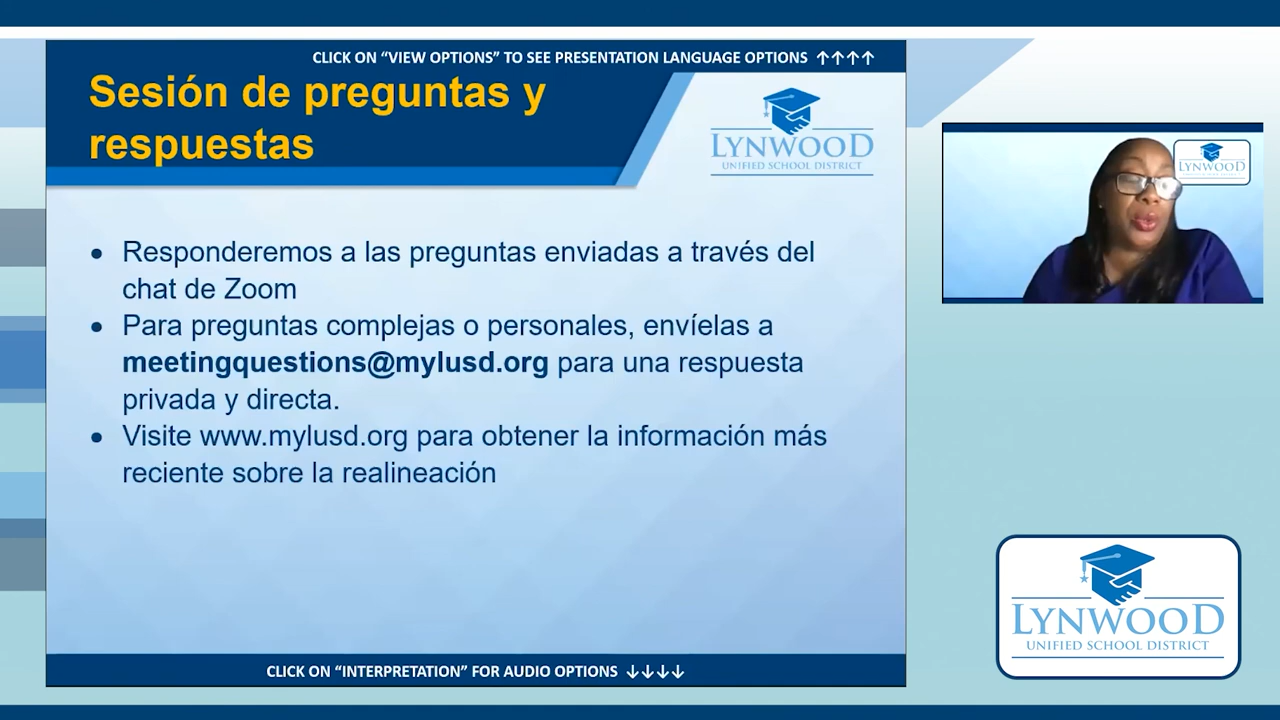 CLICK ON “VIEW OPTIONS” TO SEE PRESENTATION LANGUAGE OPTIONS ↑↑↑↑
Sesión de preguntas y
respuestas
LYNWOOD
UNIFIED SCHOOL DISTRICT
LYNWOOD
• Responderemos a las preguntas enviadas a través del
chat de Zoom
• Para preguntas complejas o personales, envíelas a
meetingquestions@mylusd.org para una respuesta
privada y directa.
• Visite www.mylusd.org para obtener la información más
reciente sobre la realineación
LYNWOOD
UNIFIED SCHOOL DISTRICT
CLICK ON “INTERPRETATION” FOR AUDIO OPTIONS ↓↓↓↓